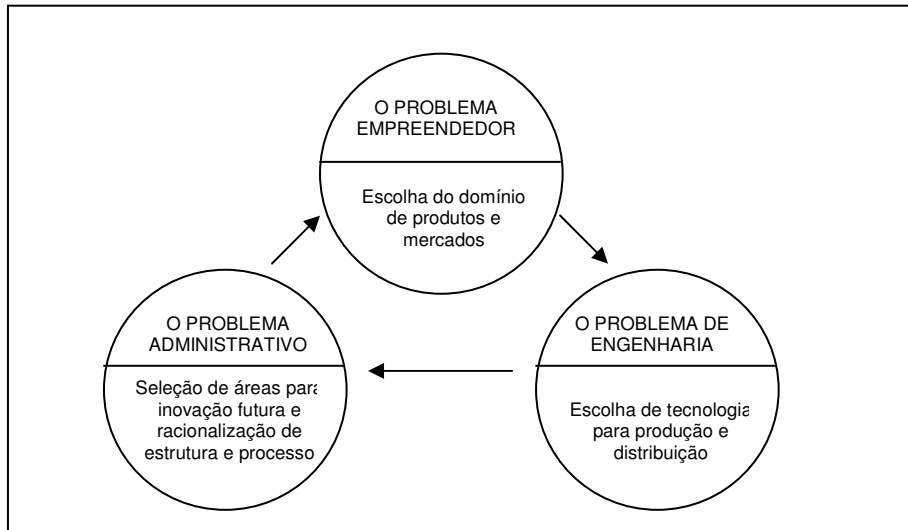 O PROBLEMA
EMPREENDEDOR
Escolha do domínio
de produtos e
mercados
O PROBLEMA
ADMINISTRATIVO
Seleção de áreas para
inovação futura e
racionalização de
estrutura e processo
O PROBLEMA DE
ENGENHARIA
Escolha de tecnologia
para produção e
distribuição